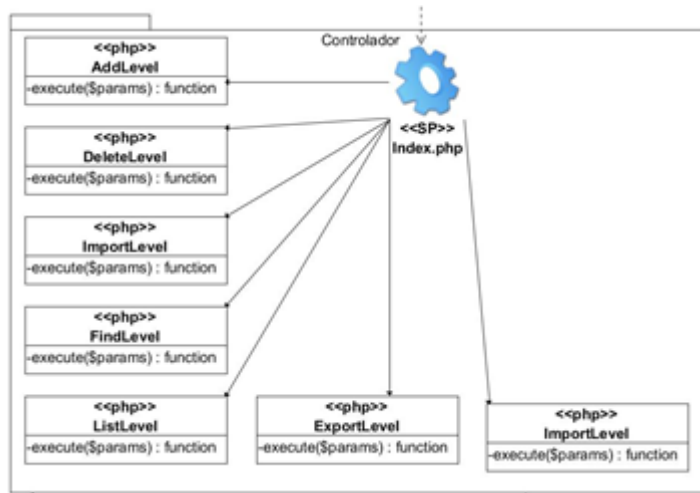 Controlador
<<SP>>
Index.php
<<php>>
AddLevel
-execute($params) : function
<<php>>
DeleteLevel
-execute($params) : function
<<php>>
ImportLevel
-execute($params) : function
<<php>>
FindLevel
-execute($params) : function
<<php>>
ListLevel
-execute($params) : function
<<php>>
ExportLevel
-execute($params) : function
<<php>>
ImportLevel
-execute($params) : function